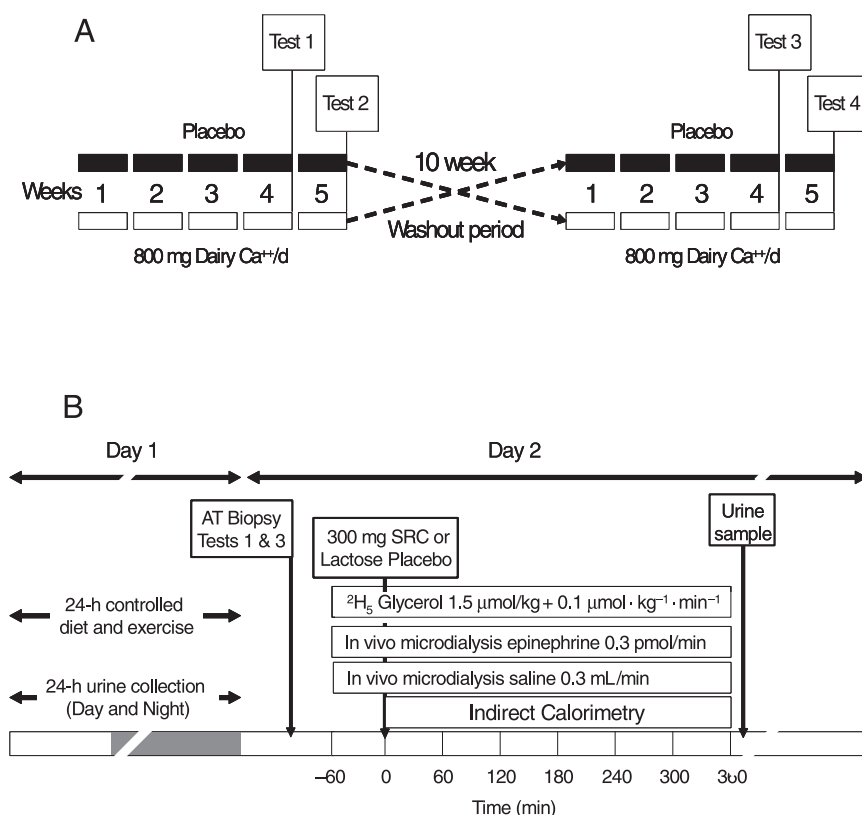 A
Test 1
Test 3
Test 2
Test 4
Placebo
Placebo
10 week
Weeks 1 2 3 4 5
1 2 3 4 5
Washout period
800 mg Dairy Ca++/d
800 mg Dairy Ca++/d
B
Day 1
Day 2
AT Biopsy
Tests 1 & 3
Urine
sample
300 mg SRC or
Lactose Placebo
24-h controlled
diet and exercise
²H₅ Glycerol 1.5 μmol/kg + 0.1 μmol · kg⁻¹ · min⁻¹
In vivo microdialysis epinephrine 0.3 pmol/min
24-h urine collection
(Day and Night)
In vivo microdialysis saline 0.3 mL/min
Indirect Calorimetry
–60 0 60 120 180 240 300 360
Time (min)